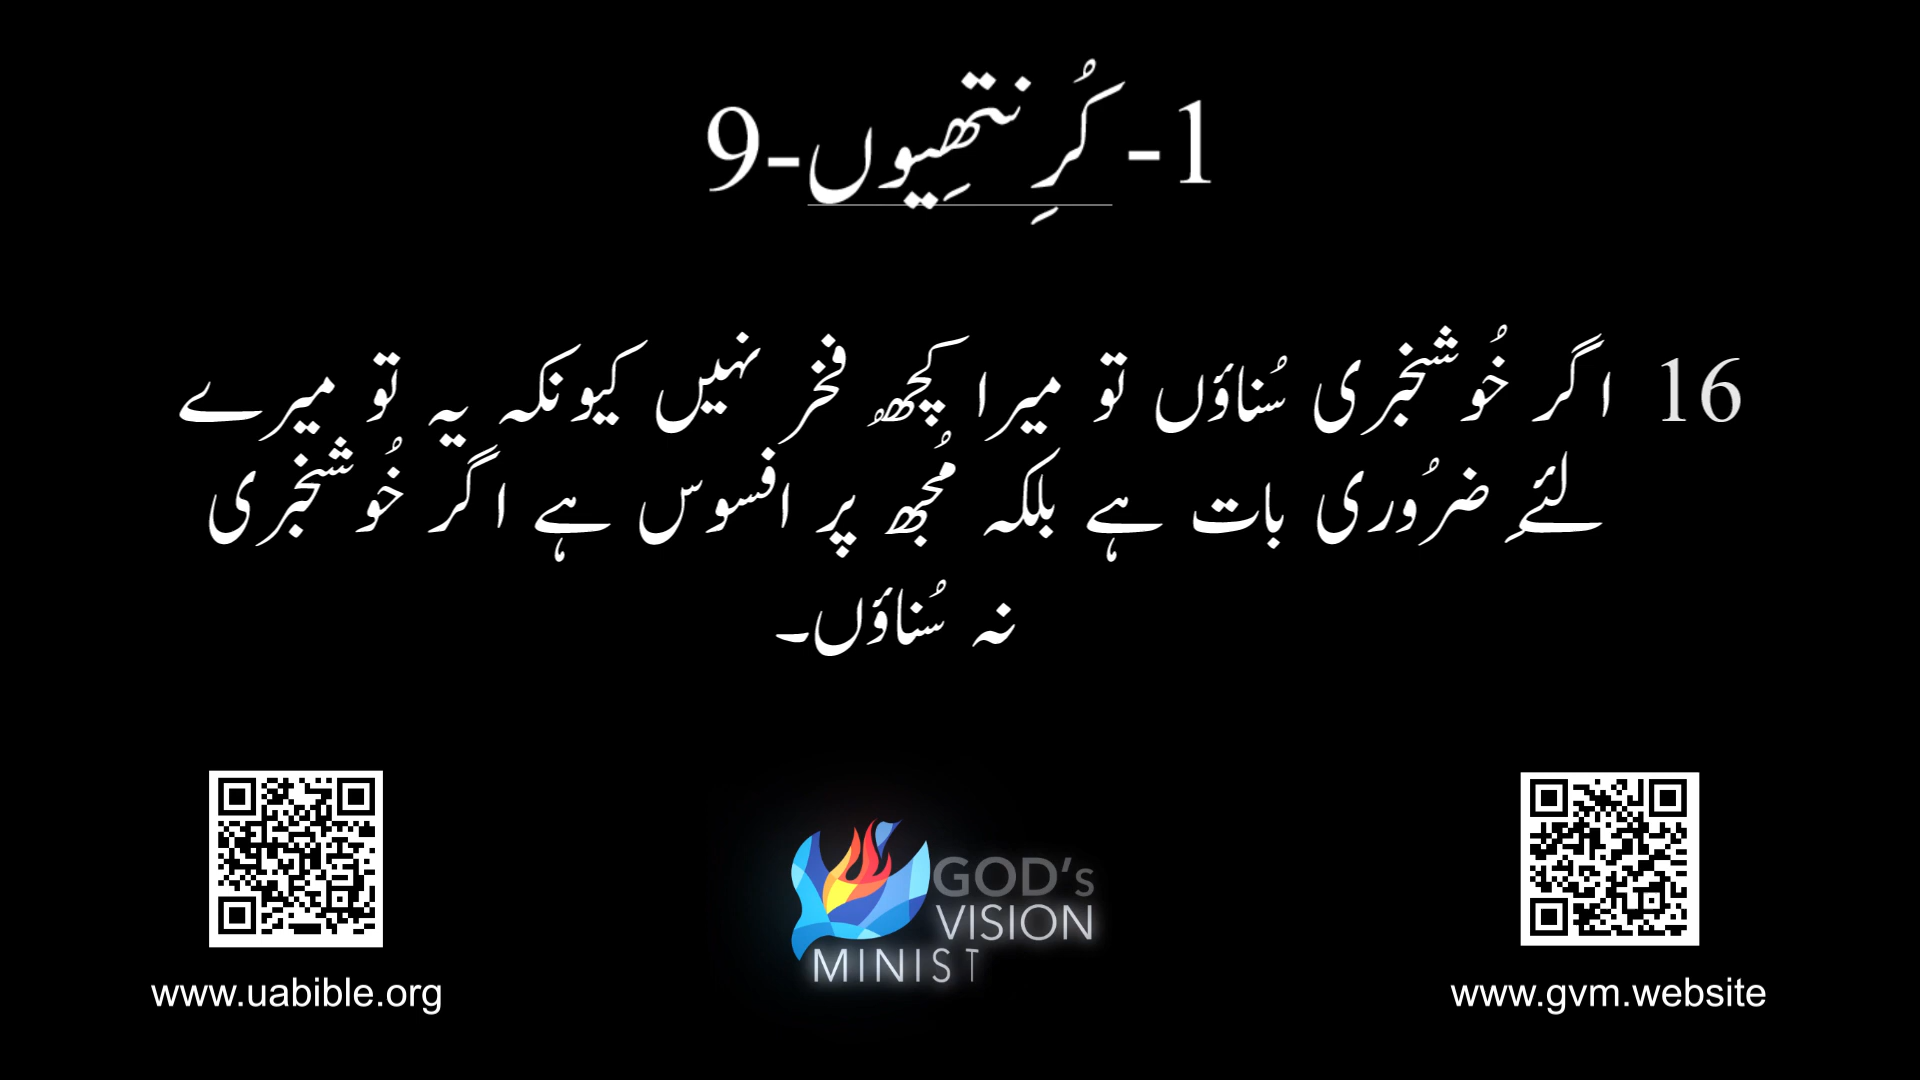 1- کُرِنتھِیوں-9
16 اگر خُوشخبری سُناؤں تو میرا کچُھ فخر نہیں کیونکہ یہ تو میرے
لئِے ضرُوری بات ہے بلکہ مُجھ پر افسوس ہے اگر خُوشخبری
نہ سُناؤں۔
GOD's
VISION
MINIST
www.uabible.org
www.gvm.website